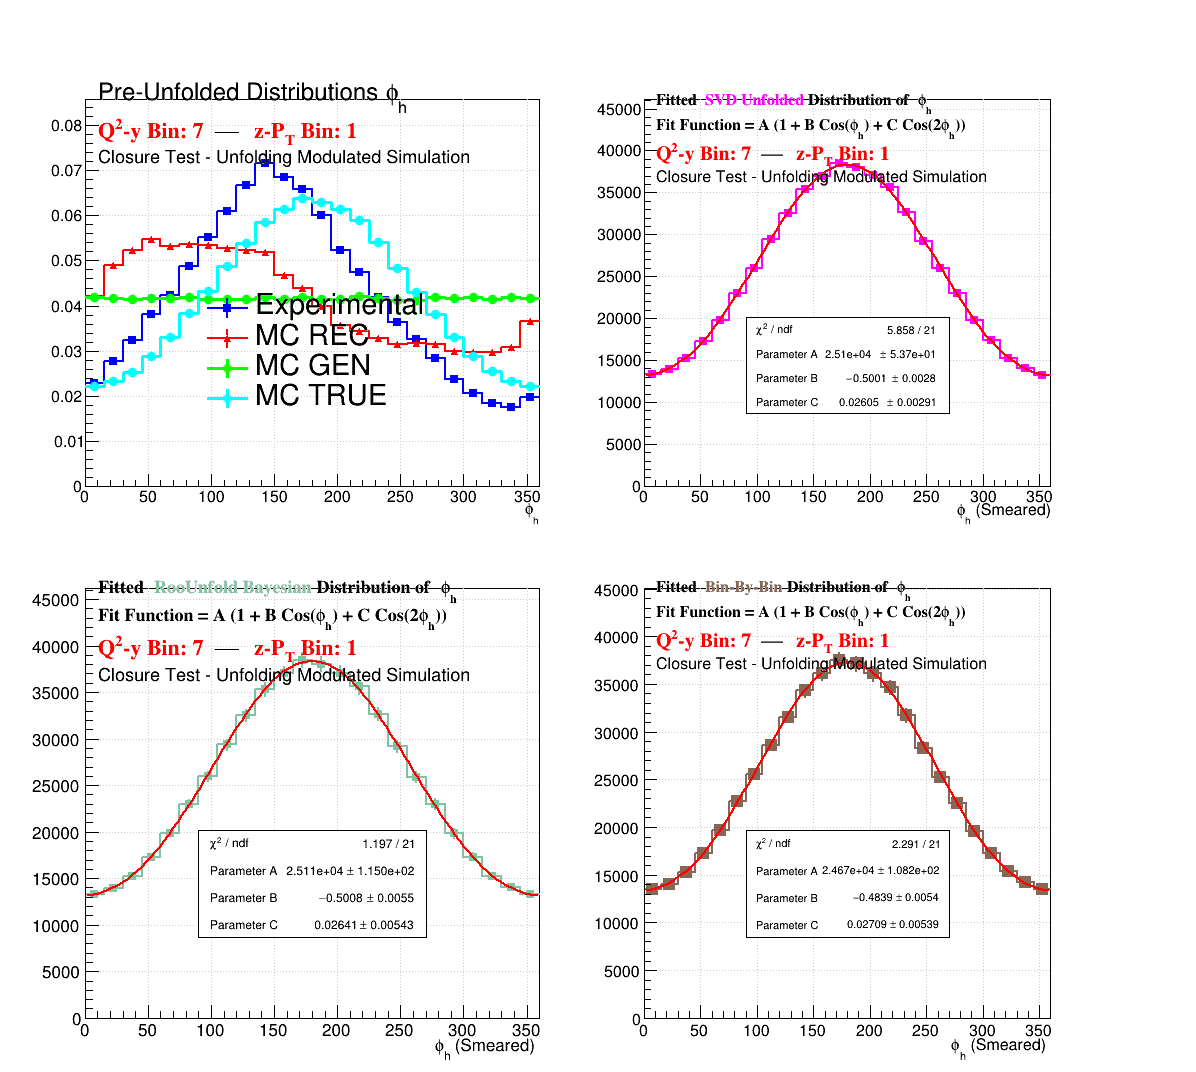 Pre-Unfolded Distributions ϕh
Q2-y Bin: 7 — z-PT Bin: 1
Closure Test - Unfolding Modulated Simulation
0.08
0.07
0.06
0.05
0.04
0.03
0.02
0.01
0
Experimental
MC REC
MC GEN
MC TRUE
0 50 100 150 200 250 300 350
ϕh
Fitted SVD Unfolded Distribution of ϕh
Fit Function = A (1 + B Cos(ϕh) + C Cos(2ϕh))
Q2-y Bin: 7 — z-PT Bin: 1
Closure Test - Unfolding Modulated Simulation
45000
40000
35000
30000
25000
20000
15000
10000
5000
0
χ2 / ndf 5.858 / 21
Parameter A 2.51e+04 ± 5.37e+01
Parameter B −0.5001 ± 0.0028
Parameter C 0.02605 ± 0.00291
0 50 100 150 200 250 300 350
ϕh (Smeared)
Fitted RooUnfold Bayesian Distribution of ϕh
Fit Function = A (1 + B Cos(ϕh) + C Cos(2ϕh))
Q2-y Bin: 7 — z-PT Bin: 1
Closure Test - Unfolding Modulated Simulation
45000
40000
35000
30000
25000
20000
15000
10000
5000
0
χ2 / ndf 1.197 / 21
Parameter A 2.511e+04 ± 1.150e+02
Parameter B −0.5008 ± 0.0055
Parameter C 0.02641 ± 0.00543
0 50 100 150 200 250 300 350
ϕh (Smeared)
Fitted Bin-By-Bin Distribution of ϕh
Fit Function = A (1 + B Cos(ϕh) + C Cos(2ϕh))
Q2-y Bin: 7 — z-PT Bin: 1
Closure Test - Unfolding Modulated Simulation
45000
40000
35000
30000
25000
20000
15000
10000
5000
0
χ2 / ndf 2.291 / 21
Parameter A 2.467e+04 ± 1.082e+02
Parameter B −0.4839 ± 0.0054
Parameter C 0.02709 ± 0.00539
0 50 100 150 200 250 300 350
ϕh (Smeared)